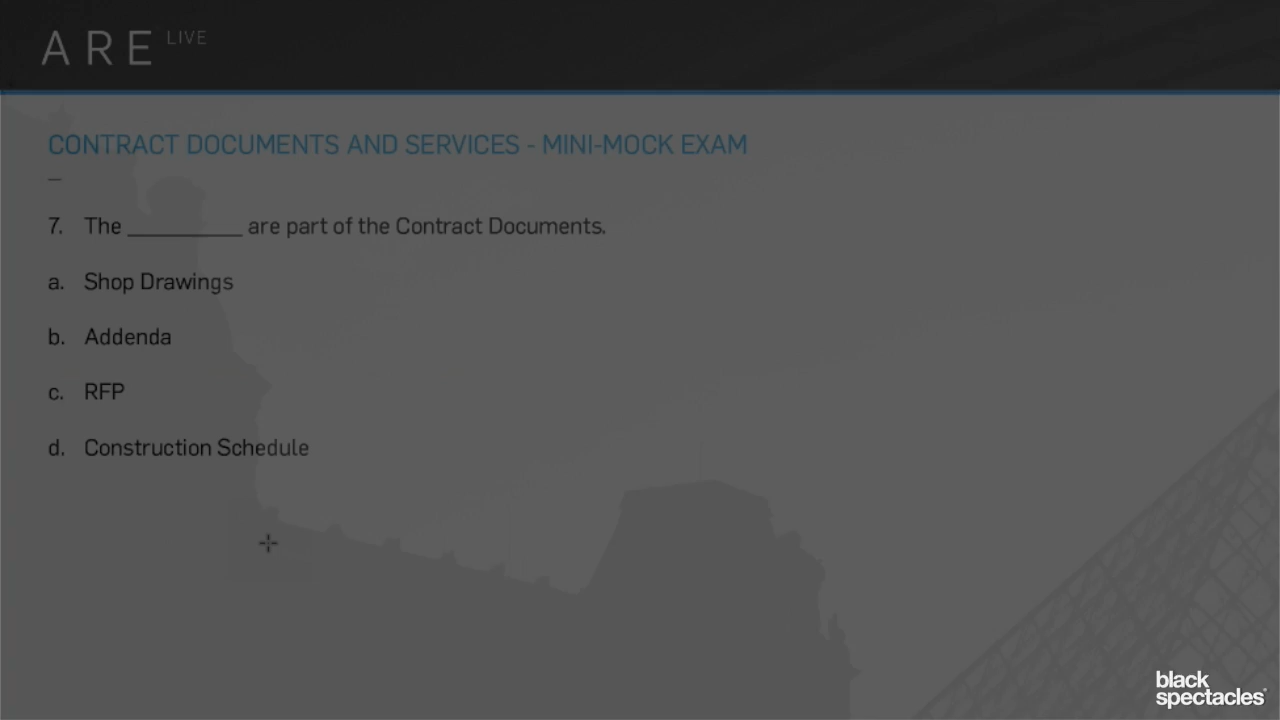 ARE LIVE
CONTRACT DOCUMENTS AND SERVICES - MINI-MOCK EXAM
7. The __________ are part of the Contract Documents.
a. Shop Drawings
b. Addenda
c. RFP
d. Construction Schedule
black
spectacles